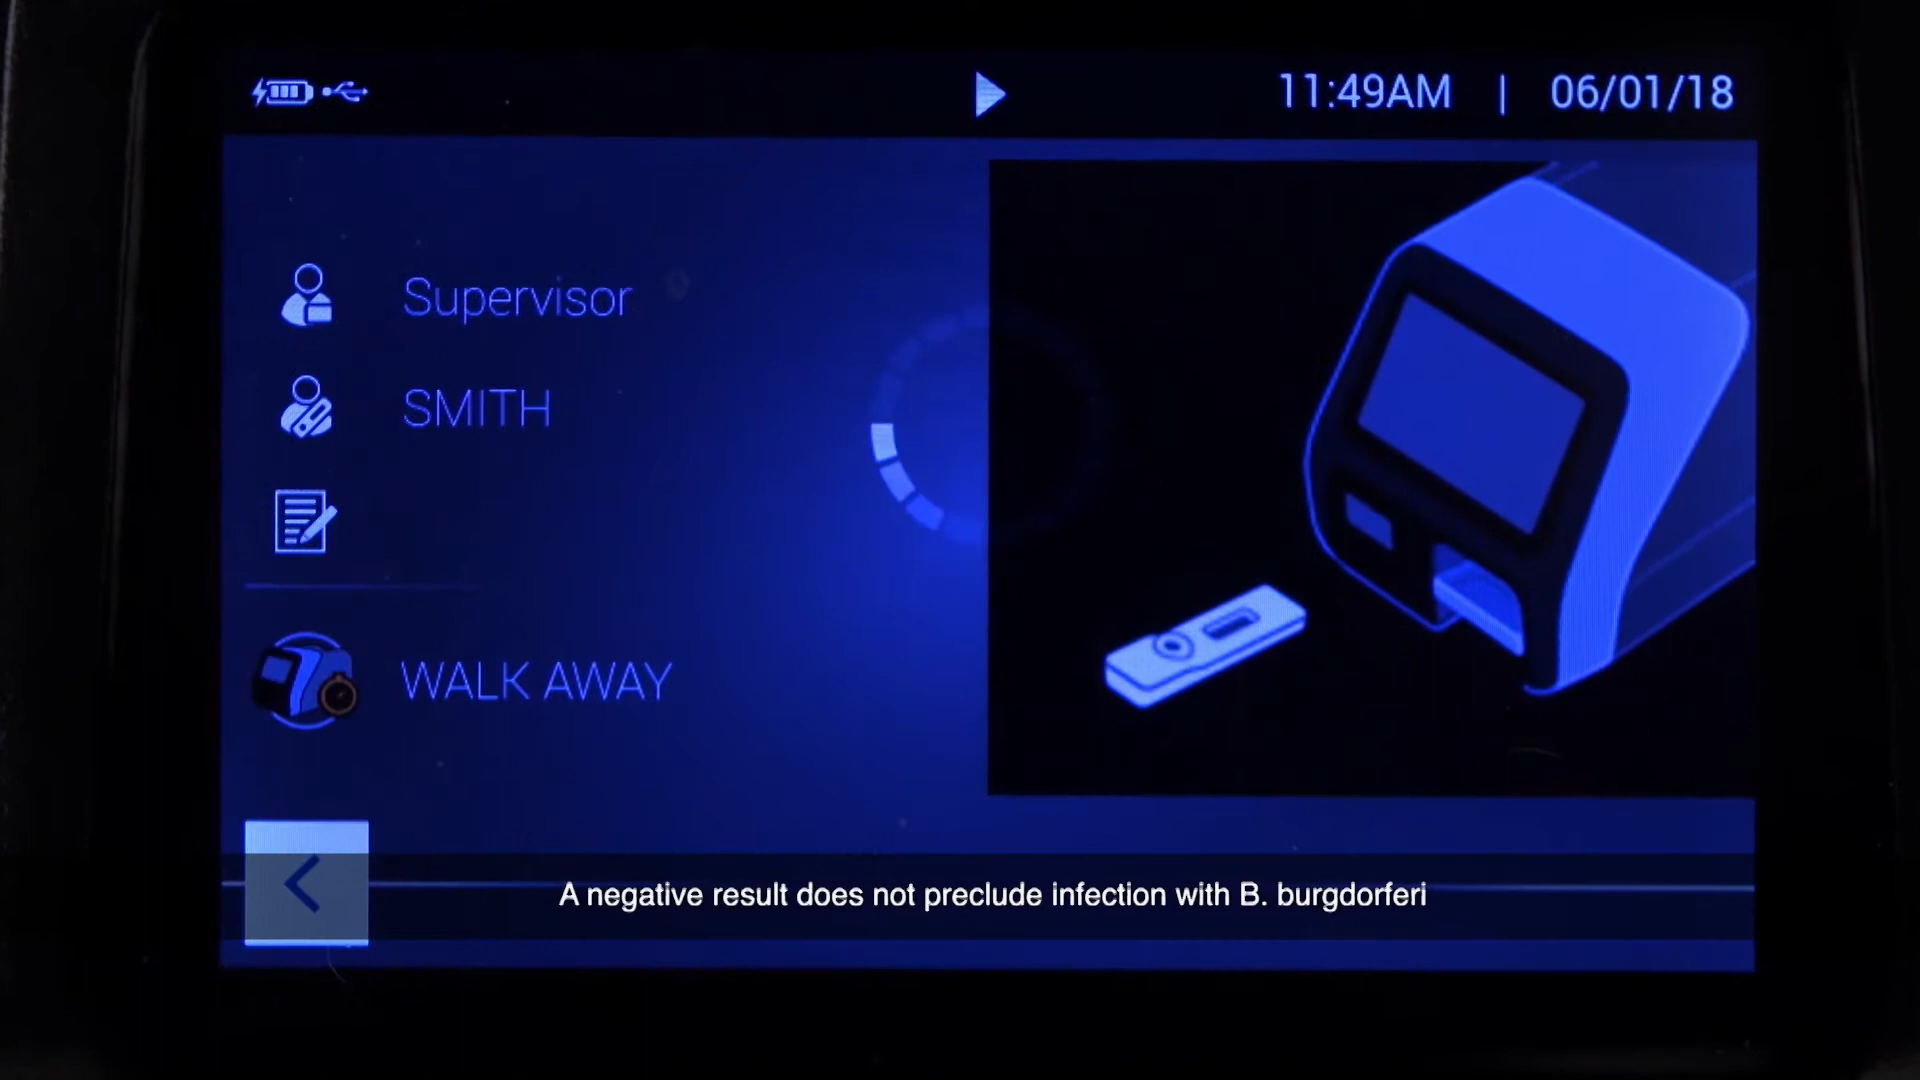 11:49AM | 06/01/18
Supervisor
SMITH
WALK AWAY
A negative result does not preclude infection with B. burgdorferi